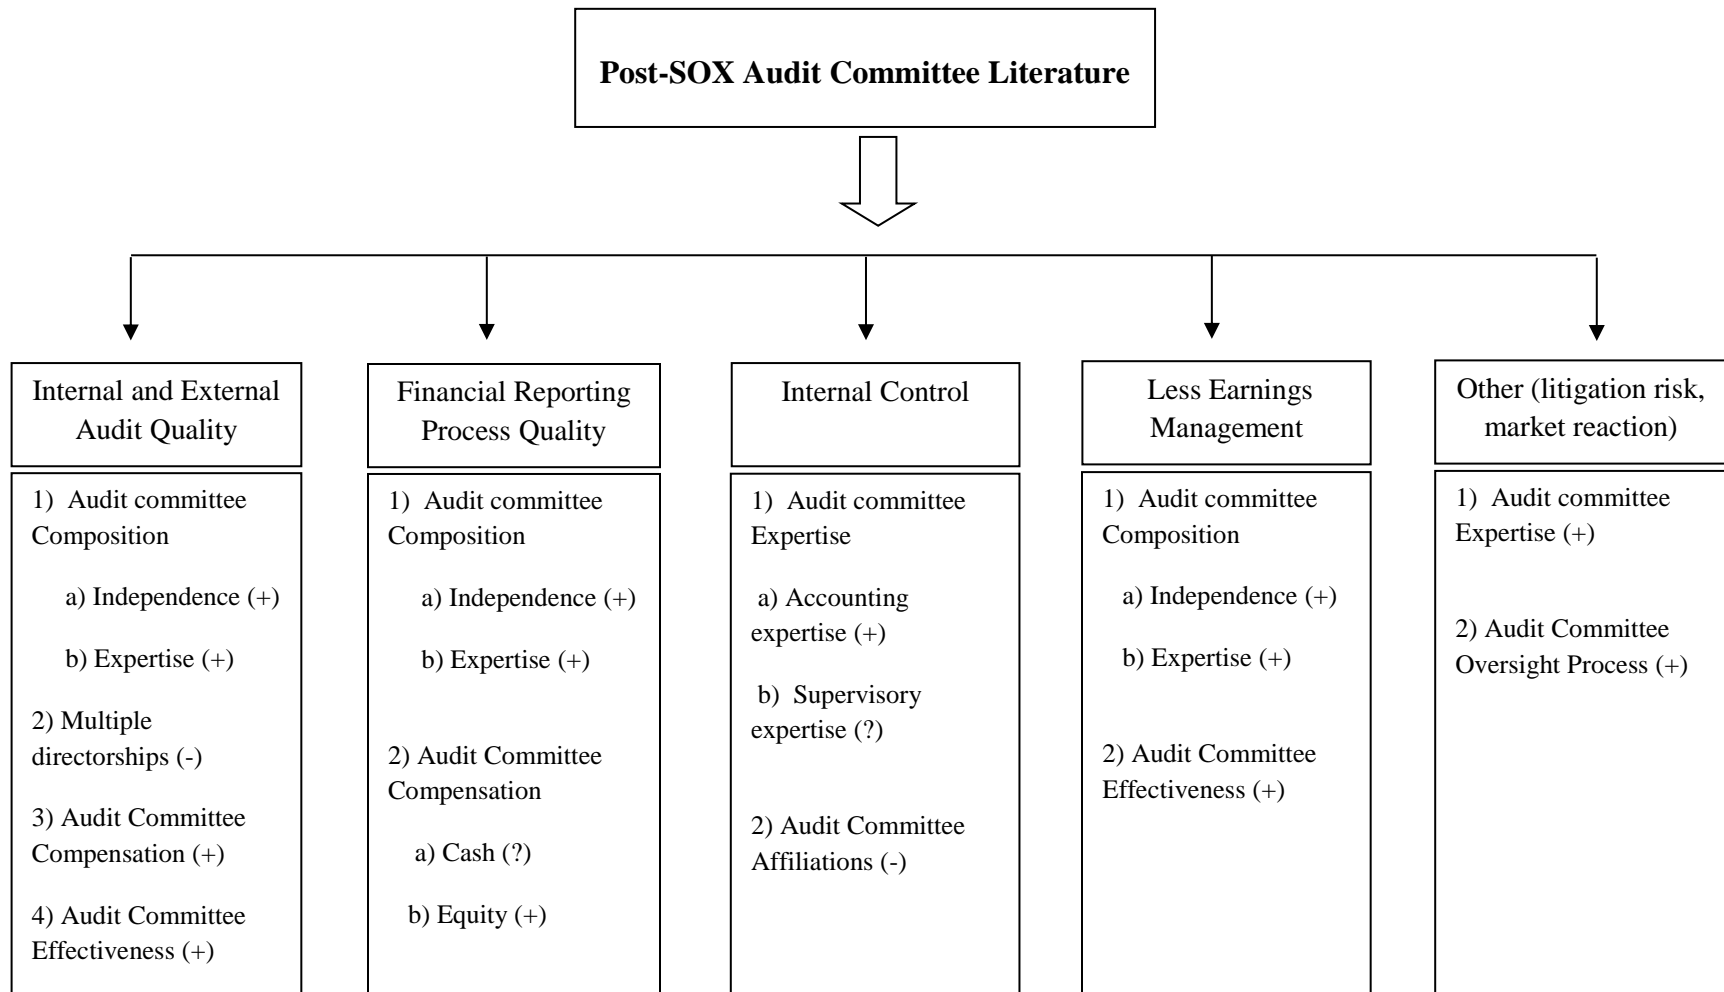 Post-SOX Audit Committee Literature
Internal and External
Audit Quality
1) Audit committee
Composition
a) Independence (+)
b) Expertise (+)
2) Multiple
directorships (-)
3) Audit Committee
Compensation (+)
4) Audit Committee
Effectiveness (+)
Financial Reporting
Process Quality
1) Audit committee
Composition
a) Independence (+)
b) Expertise (+)
2) Audit Committee
Compensation
a) Cash (?)
b) Equity (+)
Internal Control
1) Audit committee
Expertise
a) Accounting
expertise (+)
b) Supervisory
expertise (?)
2) Audit Committee
Affiliations (-)
Less Earnings
Management
1) Audit committee
Composition
a) Independence (+)
b) Expertise (+)
2) Audit Committee
Effectiveness (+)
Other (litigation risk,
market reaction)
1) Audit committee
Expertise (+)
2) Audit Committee
Oversight Process (+)